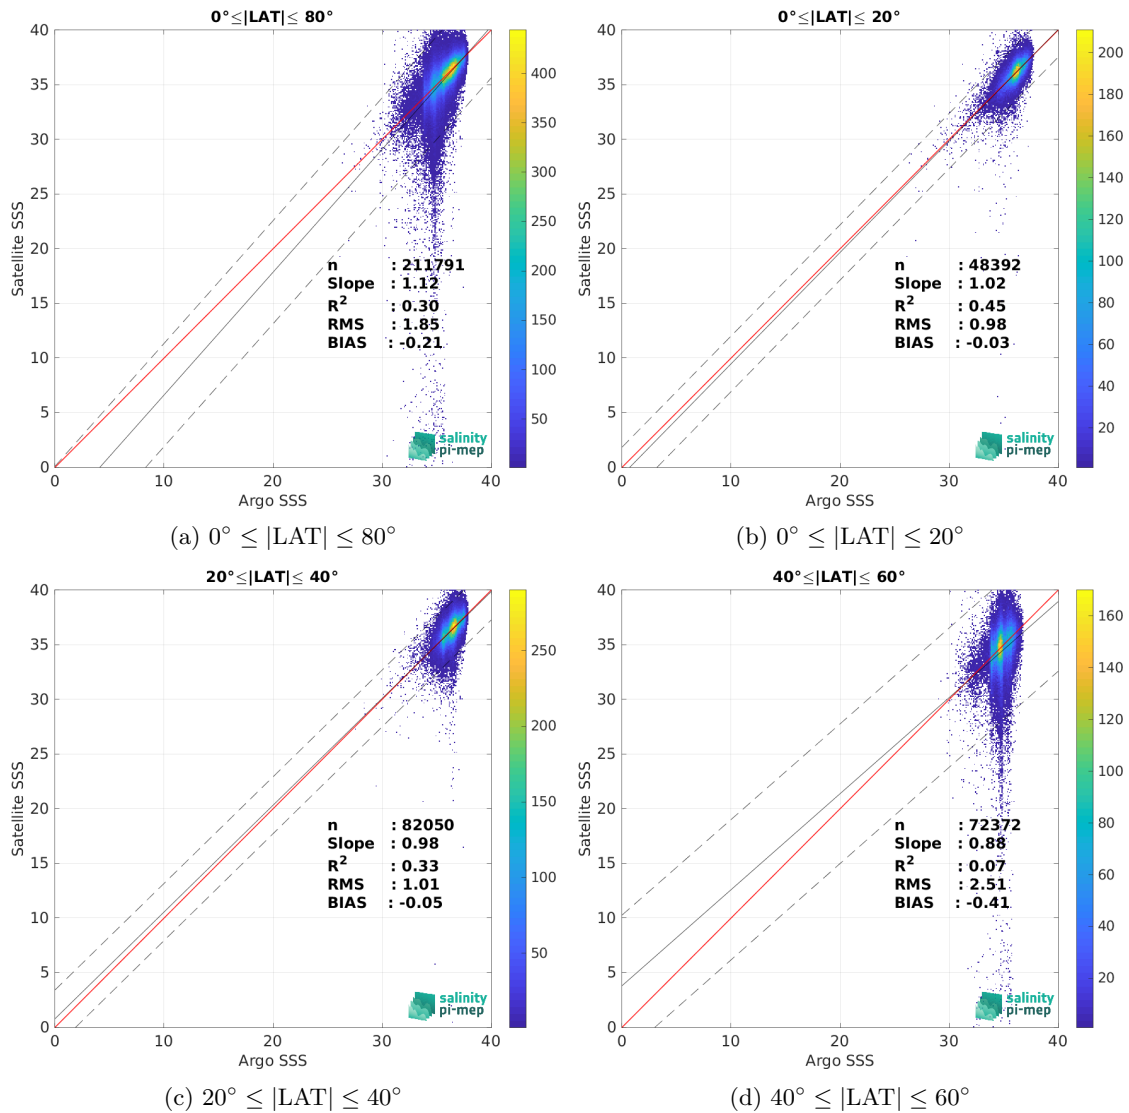 0°≤|LAT|≤ 80°
40
35
30
25
20
15
10
5
0
Satellite SSS
n : 211791
Slope : 1.12
R2 : 0.30
RMS : 1.85
BIAS : -0.21
salinity
pi-mep
0 10 20 30 40
Argo SSS
400
350
300
250
200
150
100
50
(a) 0° ≤ |LAT| ≤ 80°
0°≤|LAT|≤ 20°
40
35
30
25
20
15
10
5
0
Satellite SSS
n : 48392
Slope : 1.02
R2 : 0.45
RMS : 0.98
BIAS : -0.03
salinity
pi-mep
0 10 20 30 40
Argo SSS
200
180
160
140
120
100
80
60
40
20
(b) 0° ≤ |LAT| ≤ 20°
20°≤|LAT|≤ 40°
40
35
30
25
20
15
10
5
0
Satellite SSS
n : 82050
Slope : 0.98
R2 : 0.33
RMS : 1.01
BIAS : -0.05
salinity
pi-mep
0 10 20 30 40
Argo SSS
250
200
150
100
50
(c) 20° ≤ |LAT| ≤ 40°
40°≤|LAT|≤ 60°
40
35
30
25
20
15
10
5
0
Satellite SSS
n : 72372
Slope : 0.88
R2 : 0.07
RMS : 2.51
BIAS : -0.41
salinity
pi-mep
0 10 20 30 40
Argo SSS
160
140
120
100
80
60
40
20
(d) 40° ≤ |LAT| ≤ 60°